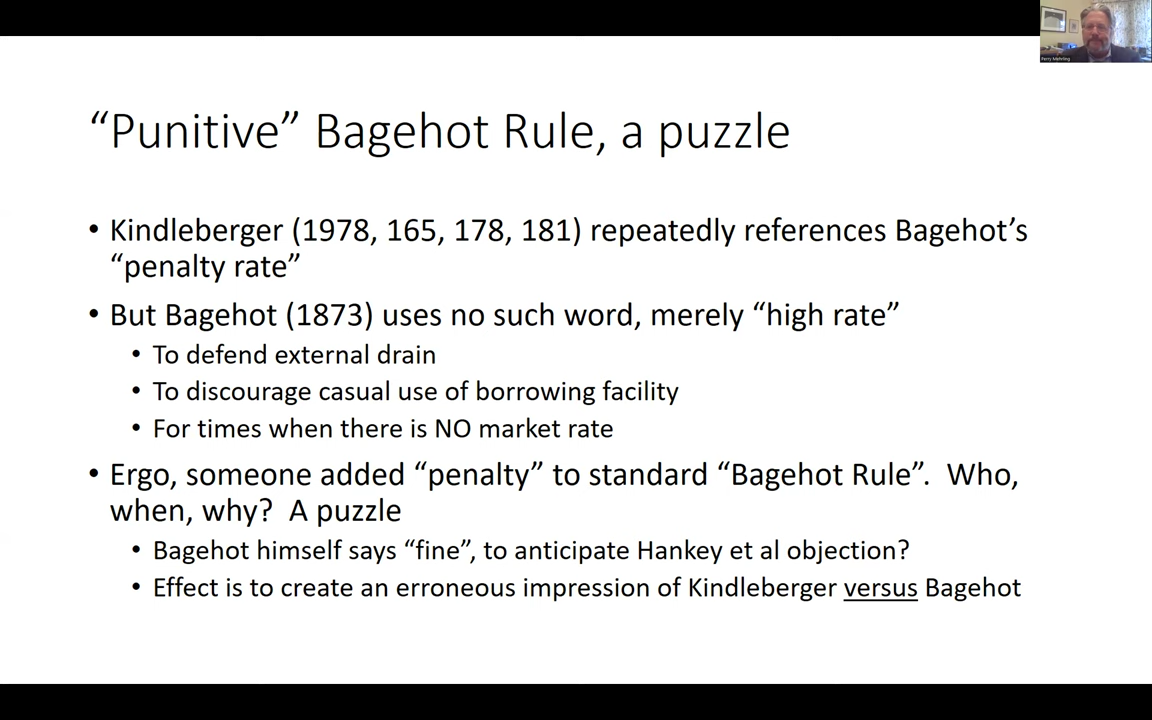 “Punitive” Bagehot Rule, a puzzle
• Kindleberger (1978, 165, 178, 181) repeatedly references Bagehot’s
“penalty rate”
• But Bagehot (1873) uses no such word, merely “high rate”
• To defend external drain
• To discourage casual use of borrowing facility
• For times when there is NO market rate
• Ergo, someone added “penalty” to standard “Bagehot Rule”. Who,
when, why? A puzzle
• Bagehot himself says “fine”, to anticipate Hankey et al objection?
• Effect is to create an erroneous impression of Kindleberger versus Bagehot
Perry Mehrling